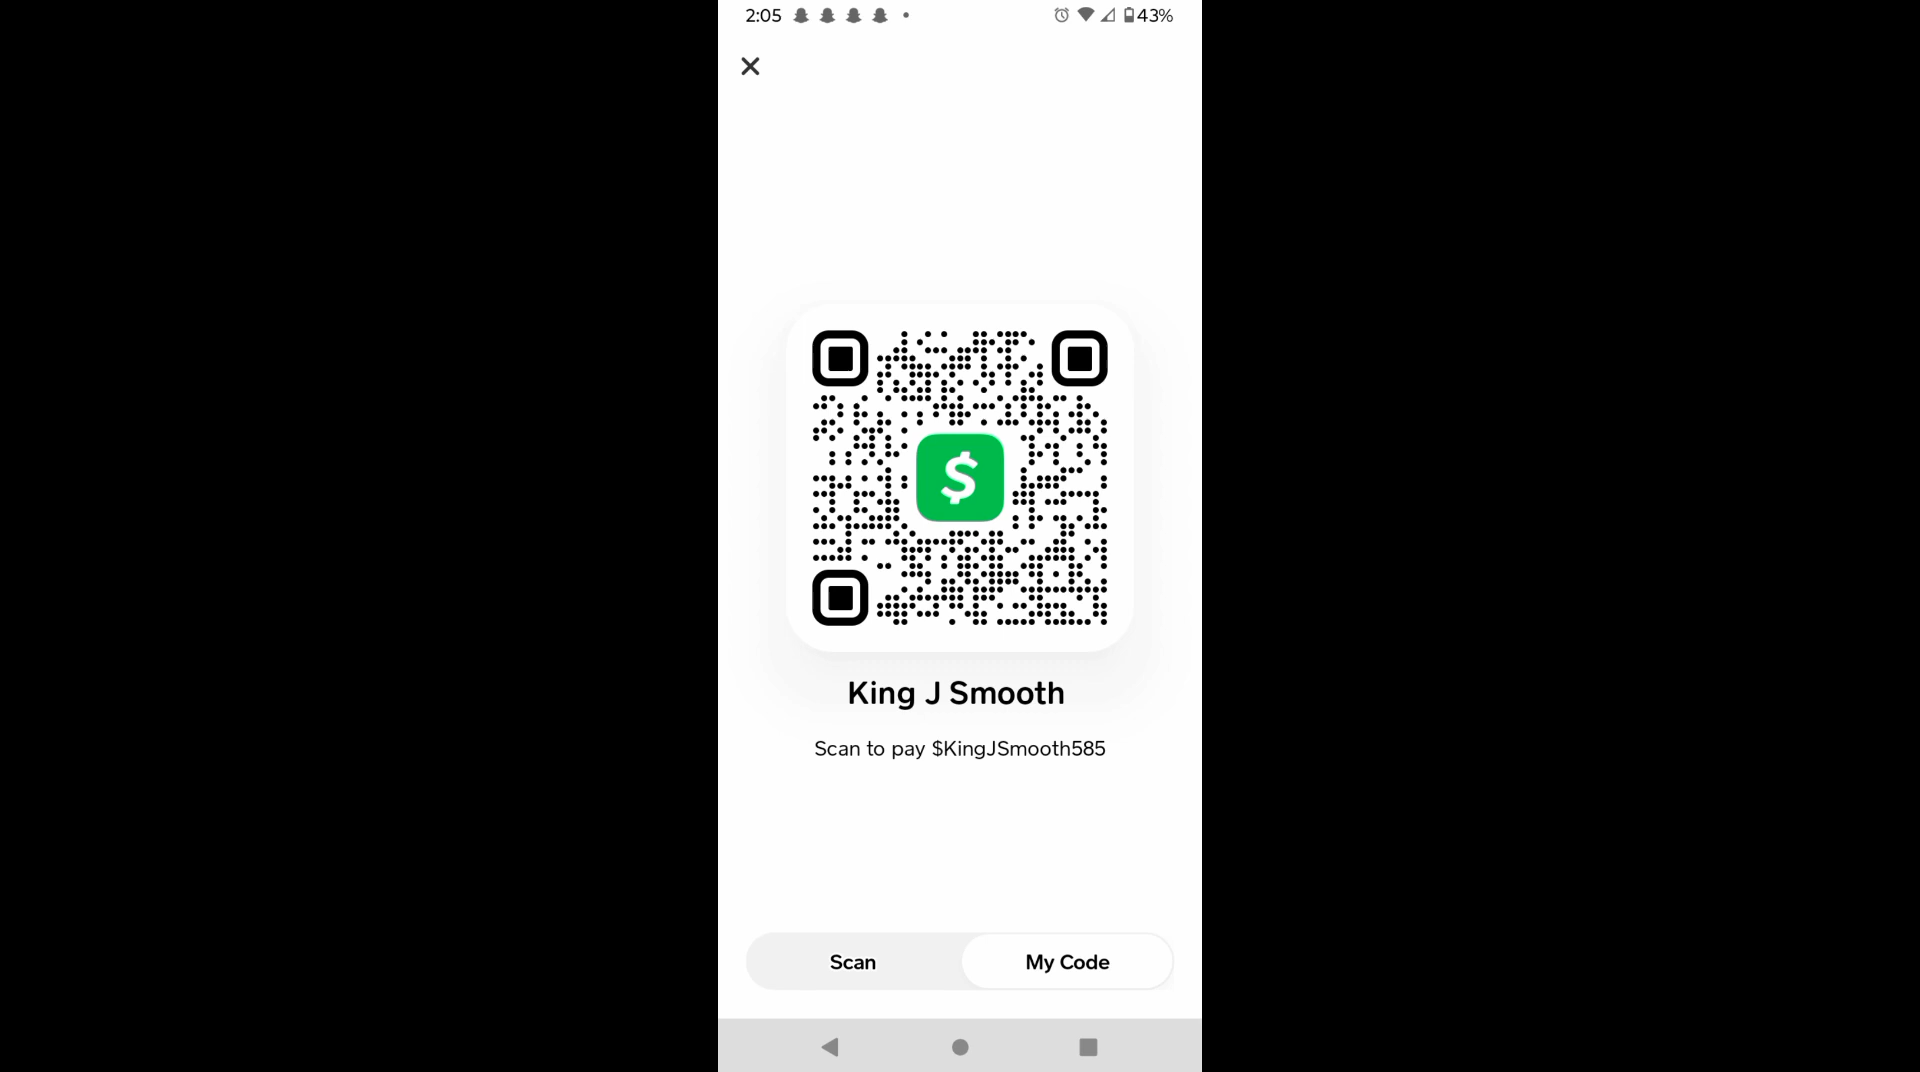 2:05
43%
$
King J Smooth
Scan to pay $KingJSmooth585
Scan
My Code